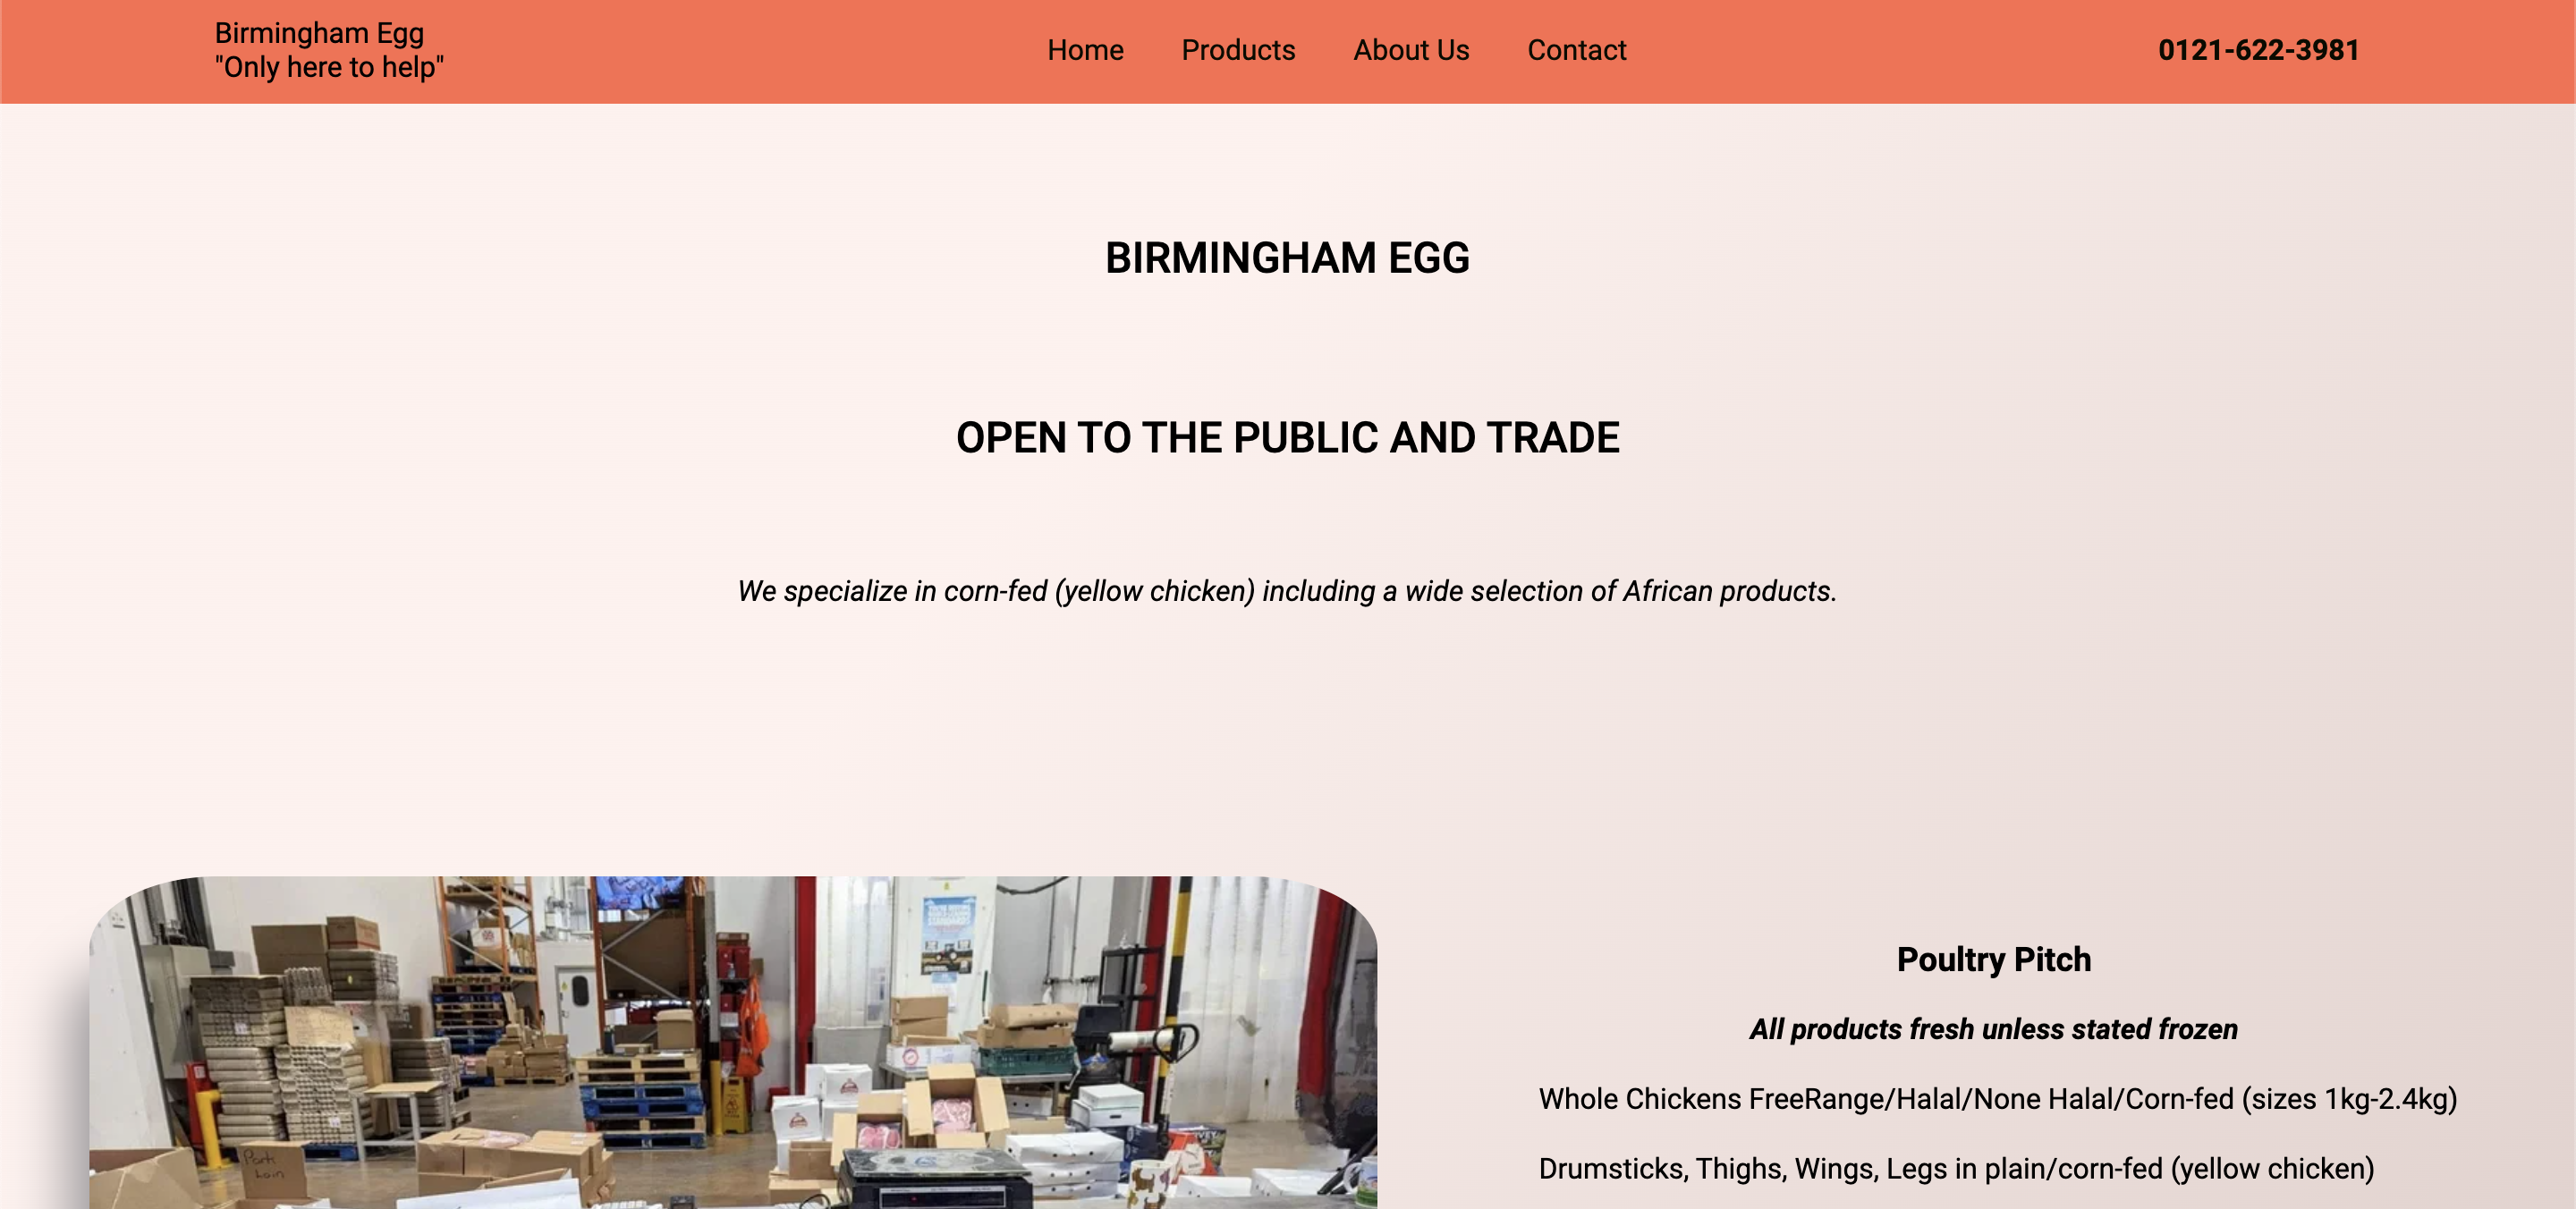 Birmingham Egg
"Only here to help"
Home Products About Us Contact
0121-622-3981
BIRMINGHAM EGG
OPEN TO THE PUBLIC AND TRADE
We specialize in corn-fed (yellow chicken) including a wide selection of African products.
Poultry Pitch
All products fresh unless stated frozen
Whole Chickens FreeRange/Halal/None Halal/Corn-fed (sizes 1kg-2.4kg)
Drumsticks, Thighs, Wings, Legs in plain/corn-fed (yellow chicken)
STANDARDS
Pork
Loin